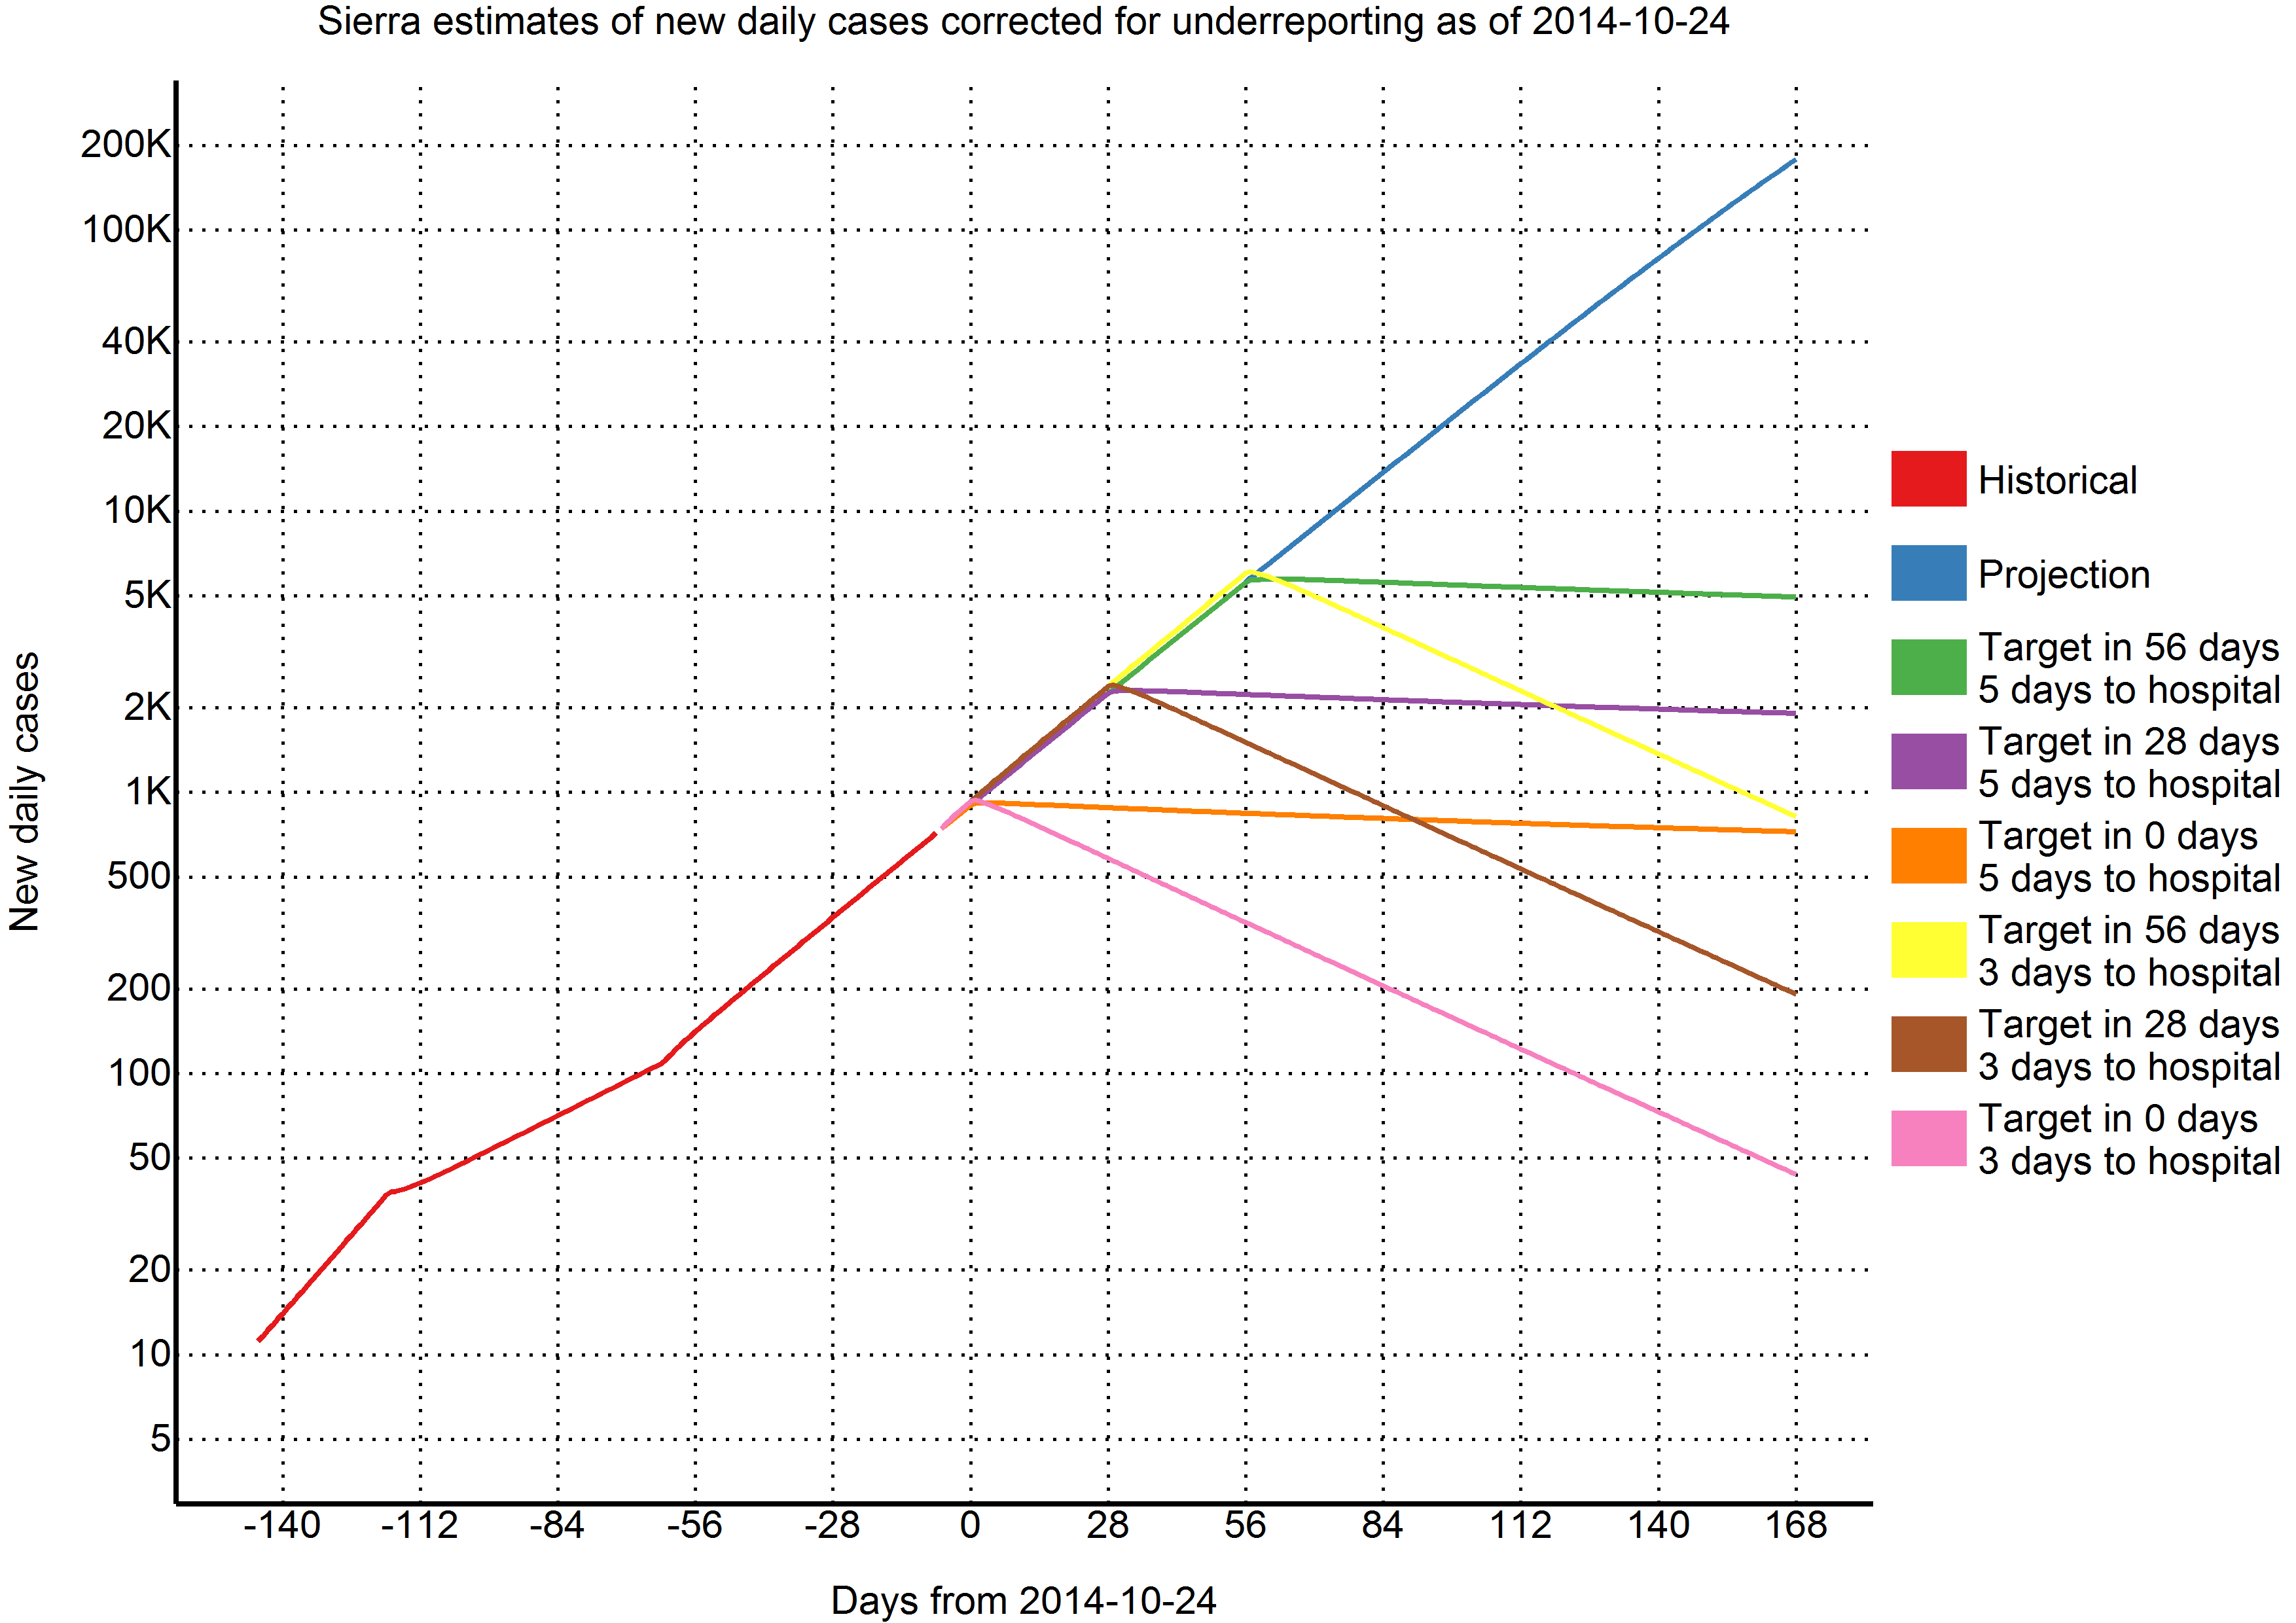 Sierra estimates of new daily cases corrected for underreporting as of 2014-10-24
New daily cases
200K
100K
40K
20K
10K
5K
2K
1K
500
200
100
50
20
10
5
-140 -112 -84 -56 -28 0 28 56 84 112 140 168
Days from 2014-10-24
Historical
Projection
Target in 56 days
5 days to hospital
Target in 28 days
5 days to hospital
Target in 0 days
5 days to hospital
Target in 56 days
3 days to hospital
Target in 28 days
3 days to hospital
Target in 0 days
3 days to hospital